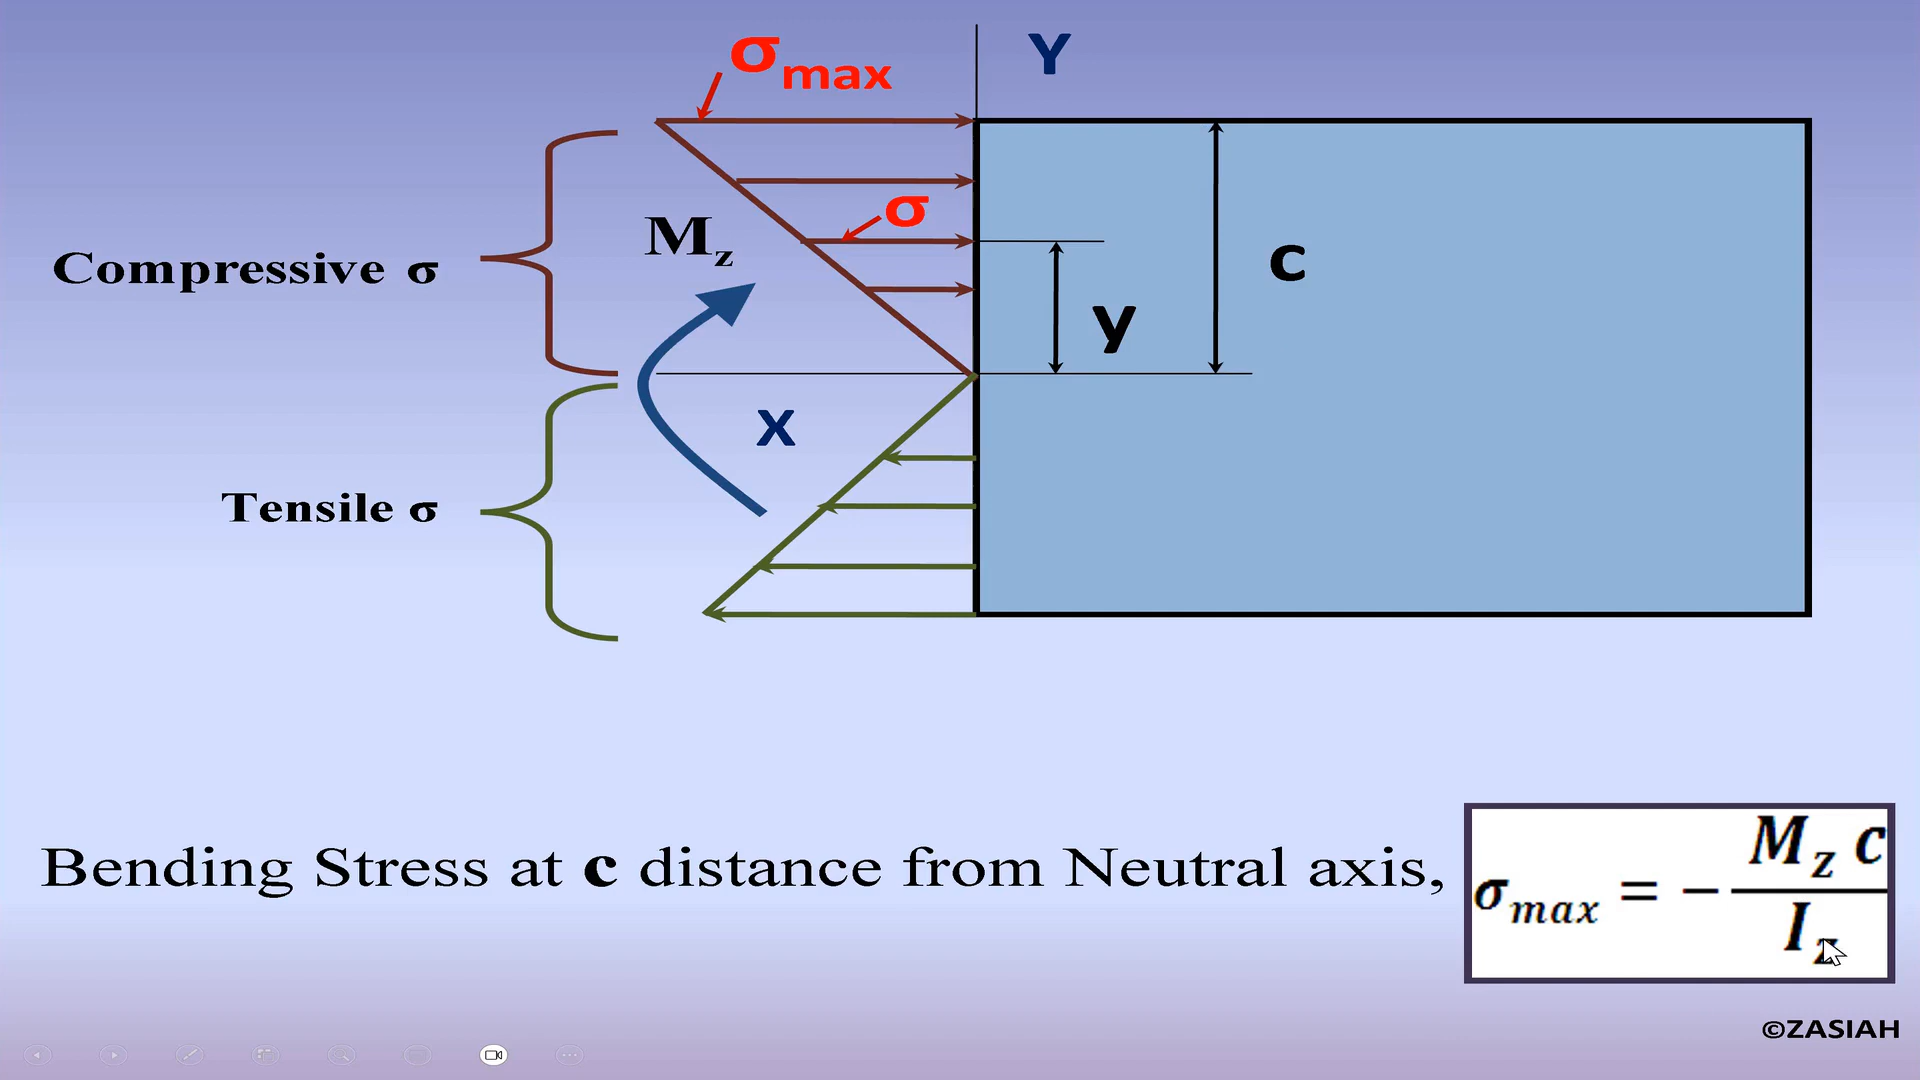 σmax
Y
σ
Mz
c
Compressive σ
y
X
Tensile σ
Bending Stress at c distance from Neutral axis,
σmax = − Mz c / Iz
©ZASIAH